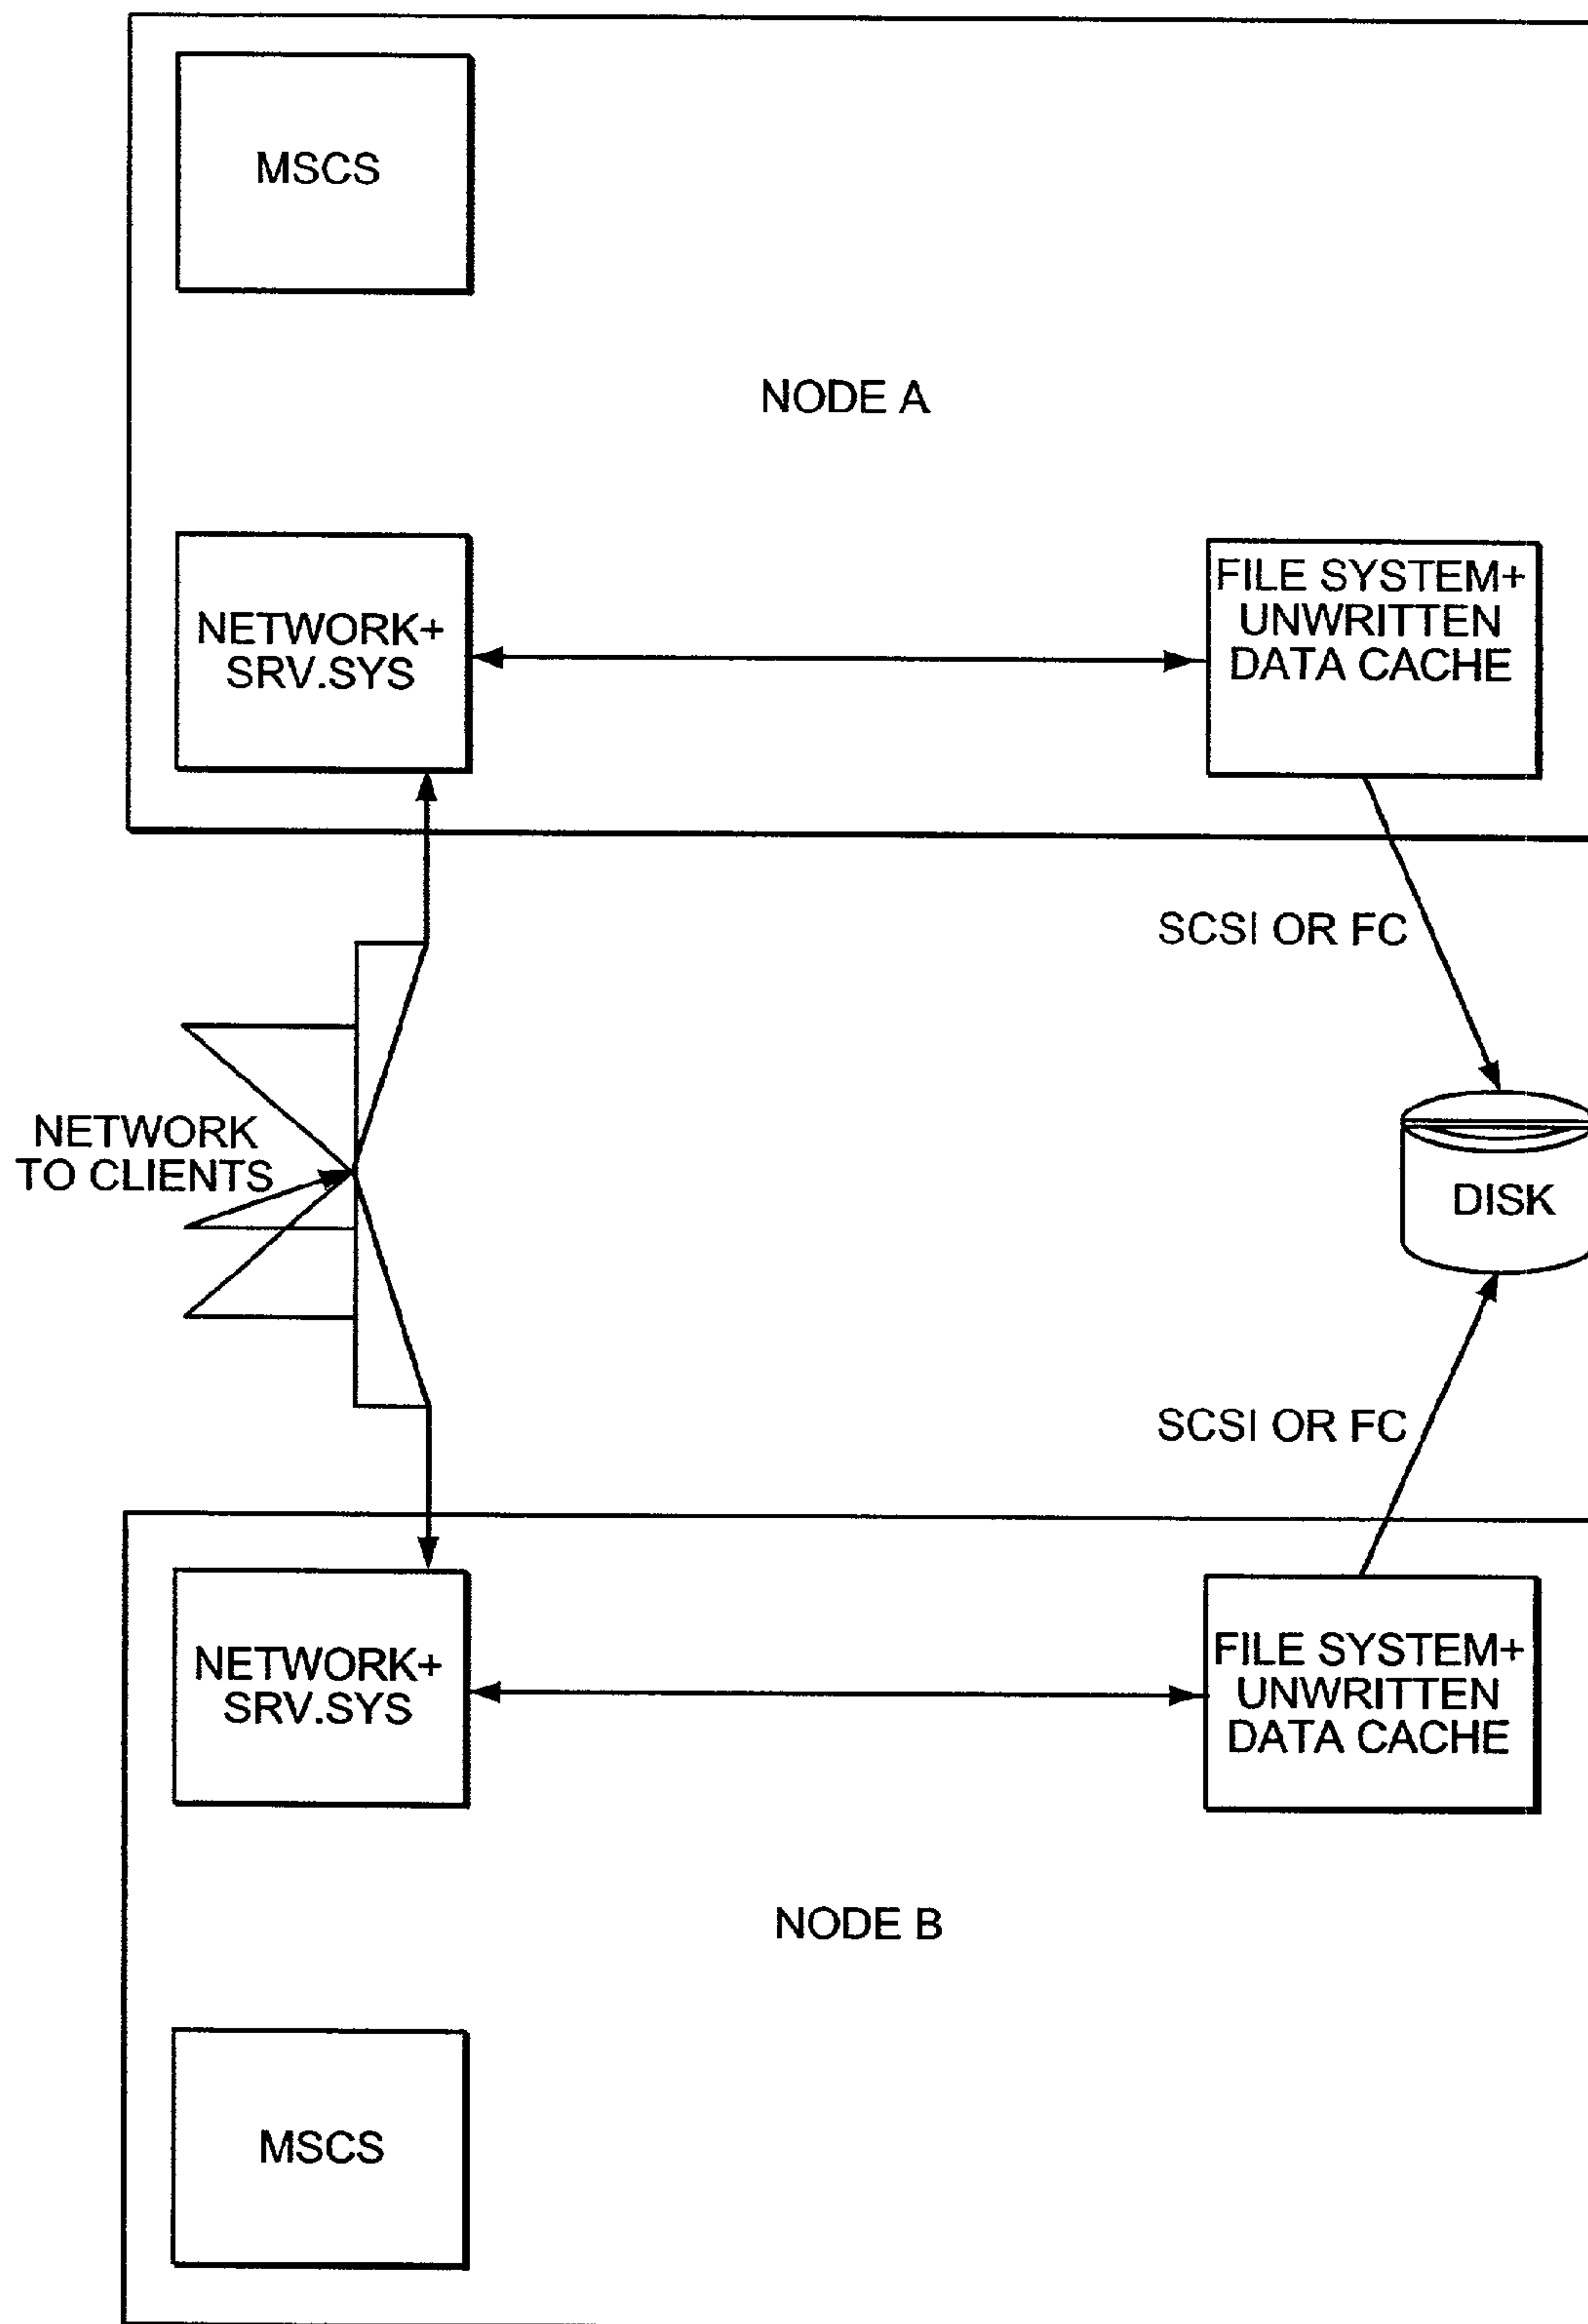 MSCS
NODE A
NETWORK+
SRV.SYS
FILE SYSTEM+
UNWRITTEN
DATA CACHE
SCSI OR FC
NETWORK
TO CLIENTS
DISK
SCSI OR FC
NETWORK+
SRV.SYS
FILE SYSTEM+
UNWRITTEN
DATA CACHE
NODE B
MSCS